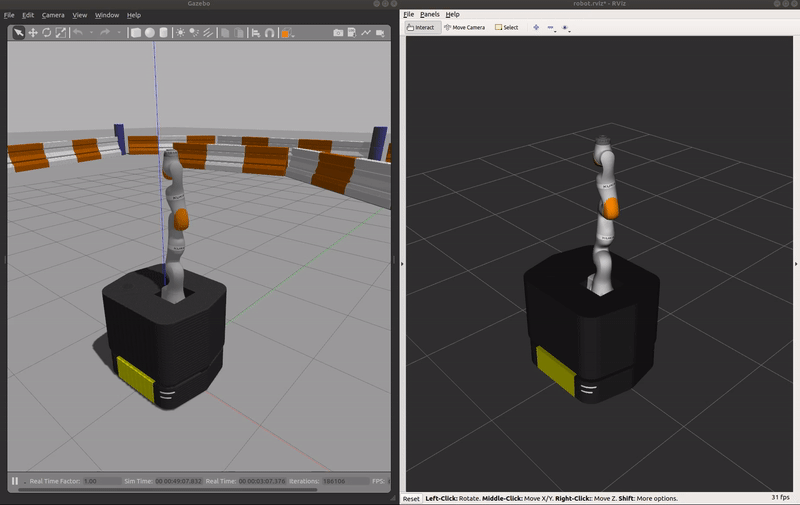 Gazebo
File Edit Camera View Window Help
Real Time Factor: 1.00 Sim Time: 00 00:49:07.832 Real Time: 00 00:03:07.378 Iterations: 186106 FPS:
robot.rviz* - RViz
File Panels Help
Interact Move Camera Select
Reset Left-Click: Rotate. Middle-Click: Move X/Y. Right-Click:: Move Z. Shift: More options. 31 fps